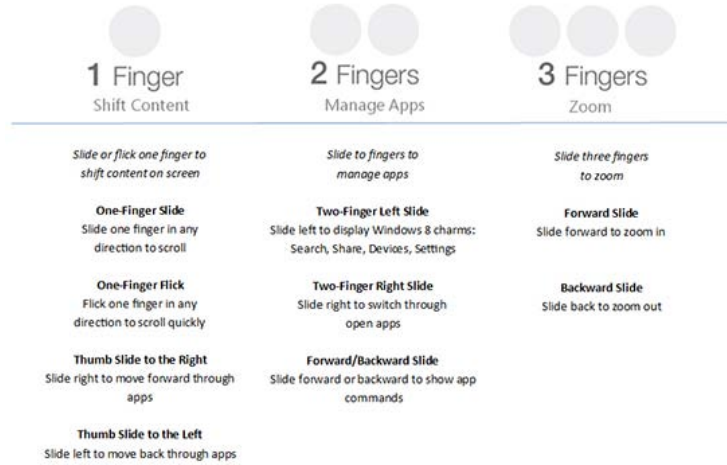 1 Finger
Shift Content
Slide or flick one finger to
shift content on screen
One-Finger Slide
Slide one finger in any
direction to scroll
One-Finger Flick
Flick one finger in any
direction to scroll quickly
Thumb Slide to the Right
Slide right to move forward through
apps
Thumb Slide to the Left
Slide left to move back through apps
2 Fingers
Manage Apps
Slide to fingers to
manage apps
Two-Finger Left Slide
Slide left to display Windows 8 charms:
Search, Share, Devices, Settings
Two-Finger Right Slide
Slide right to switch through
open apps
Forward/Backward Slide
Slide forward or backward to show app
commands
3 Fingers
Zoom
Slide three fingers
to zoom
Forward Slide
Slide forward to zoom in
Backward Slide
Slide back to zoom out